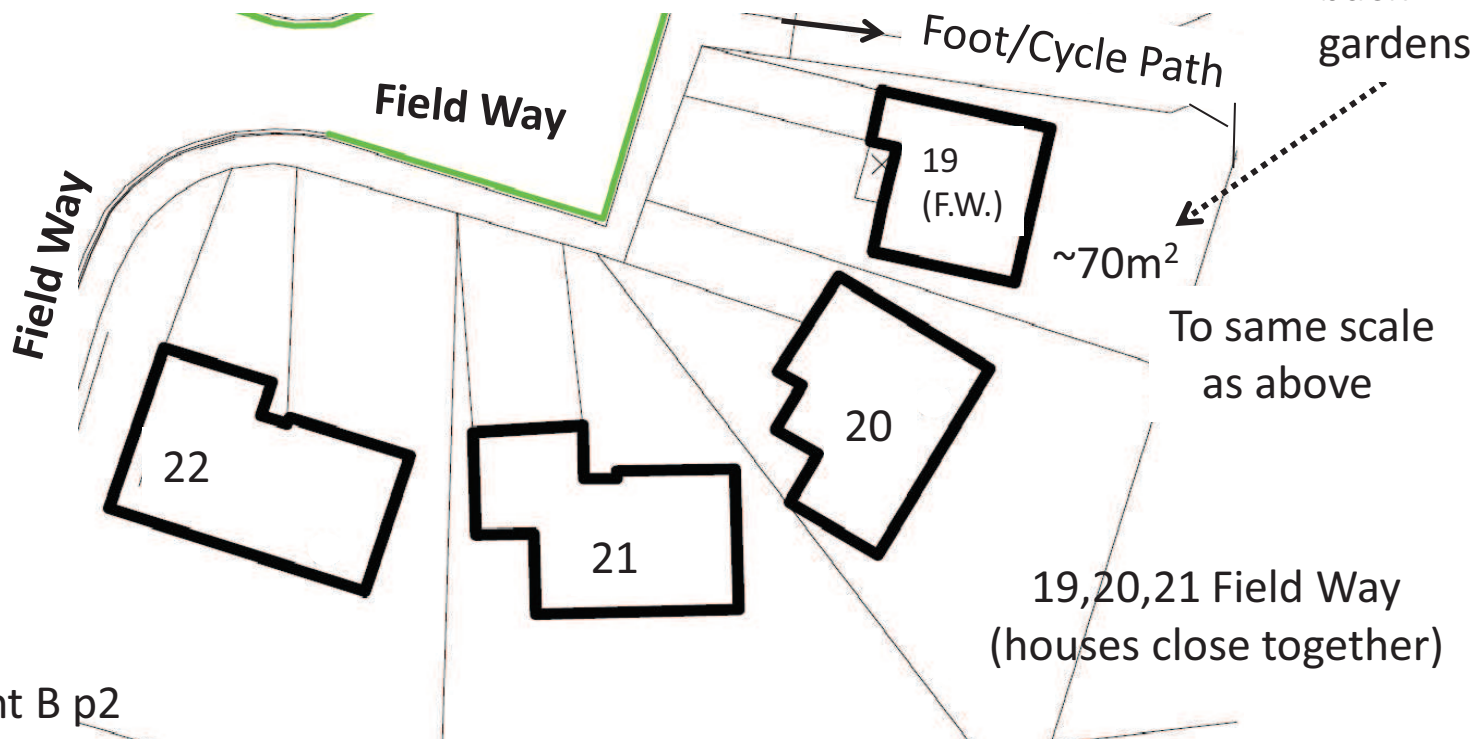 gardens
Foot/Cycle Path
Field Way
Field Way
19
(F.W.)
~70m²
To same scale
as above
20
22
21
19,20,21 Field Way
(houses close together)
B p2